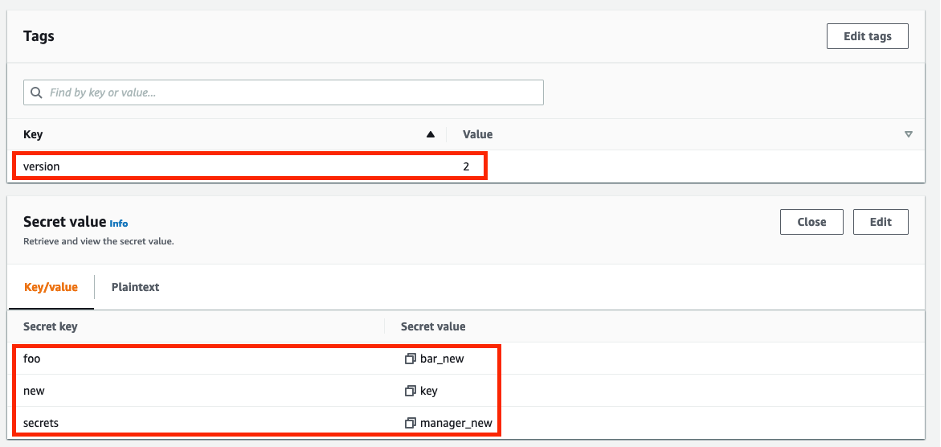 Tags
Edit tags
Find by key or value...
Key Value
version 2
Secret value Info
Close Edit
Retrieve and view the secret value.
Key/value Plaintext
Secret key Secret value
foo bar_new
new key
secrets manager_new